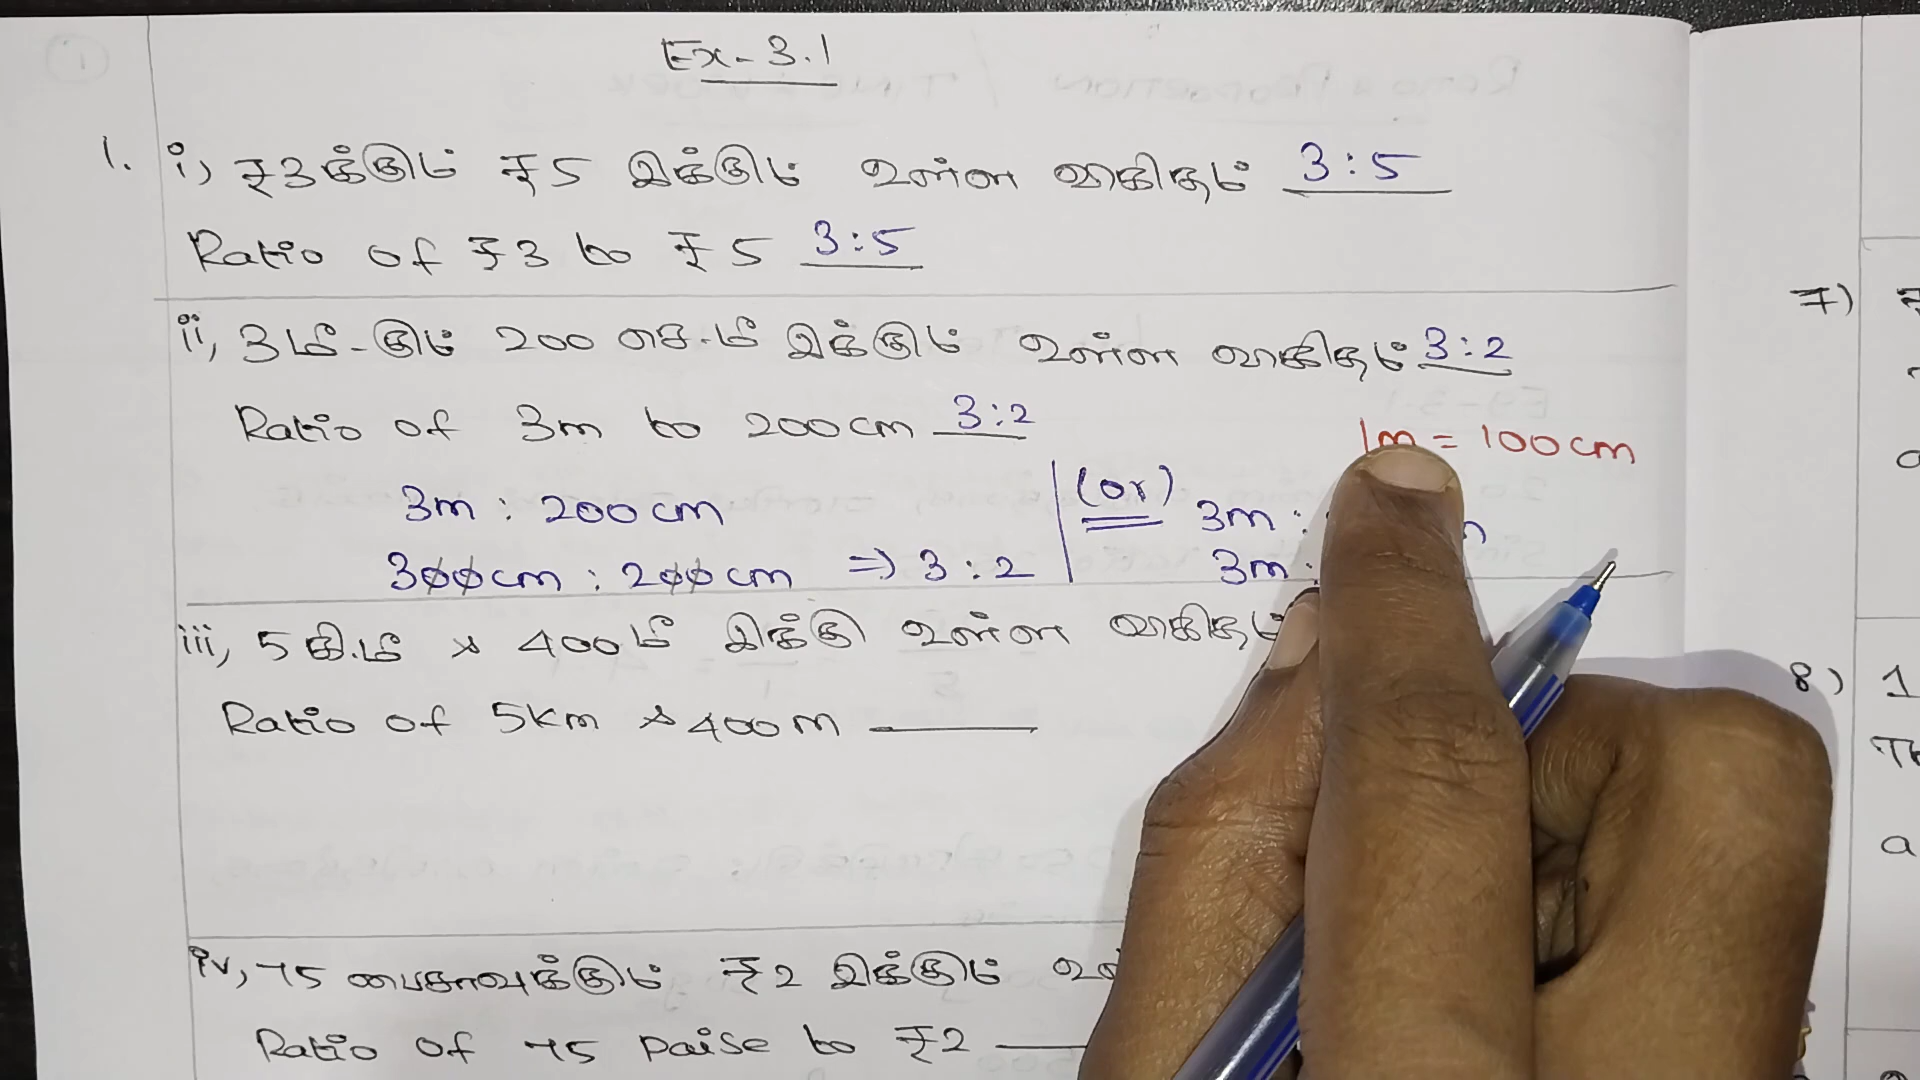 Ex - 3.1
1. i, ₹3க்கும் ₹5 இக்கும் உள்ள விகிதம் 3:5
Ratio of ₹3 to ₹5 3:5
ii, 3மீ-கும் 200 செ.மீ இக்கும் உள்ள விகிதம் 3:2
Ratio of 3m to 200cm 3:2
1m = 100cm
3m : 200cm
300cm : 200cm ⇒ 3:2
(or) 3m :
3m :
iii, 5 கி.மீ 400மீ இக்கு உள்ள விகிதம்
Ratio of 5km 400m
iv, 75 பைசாவுக்கும் ₹2 இக்கும்
Ratio of 75 paise to ₹2
7)
8) 1